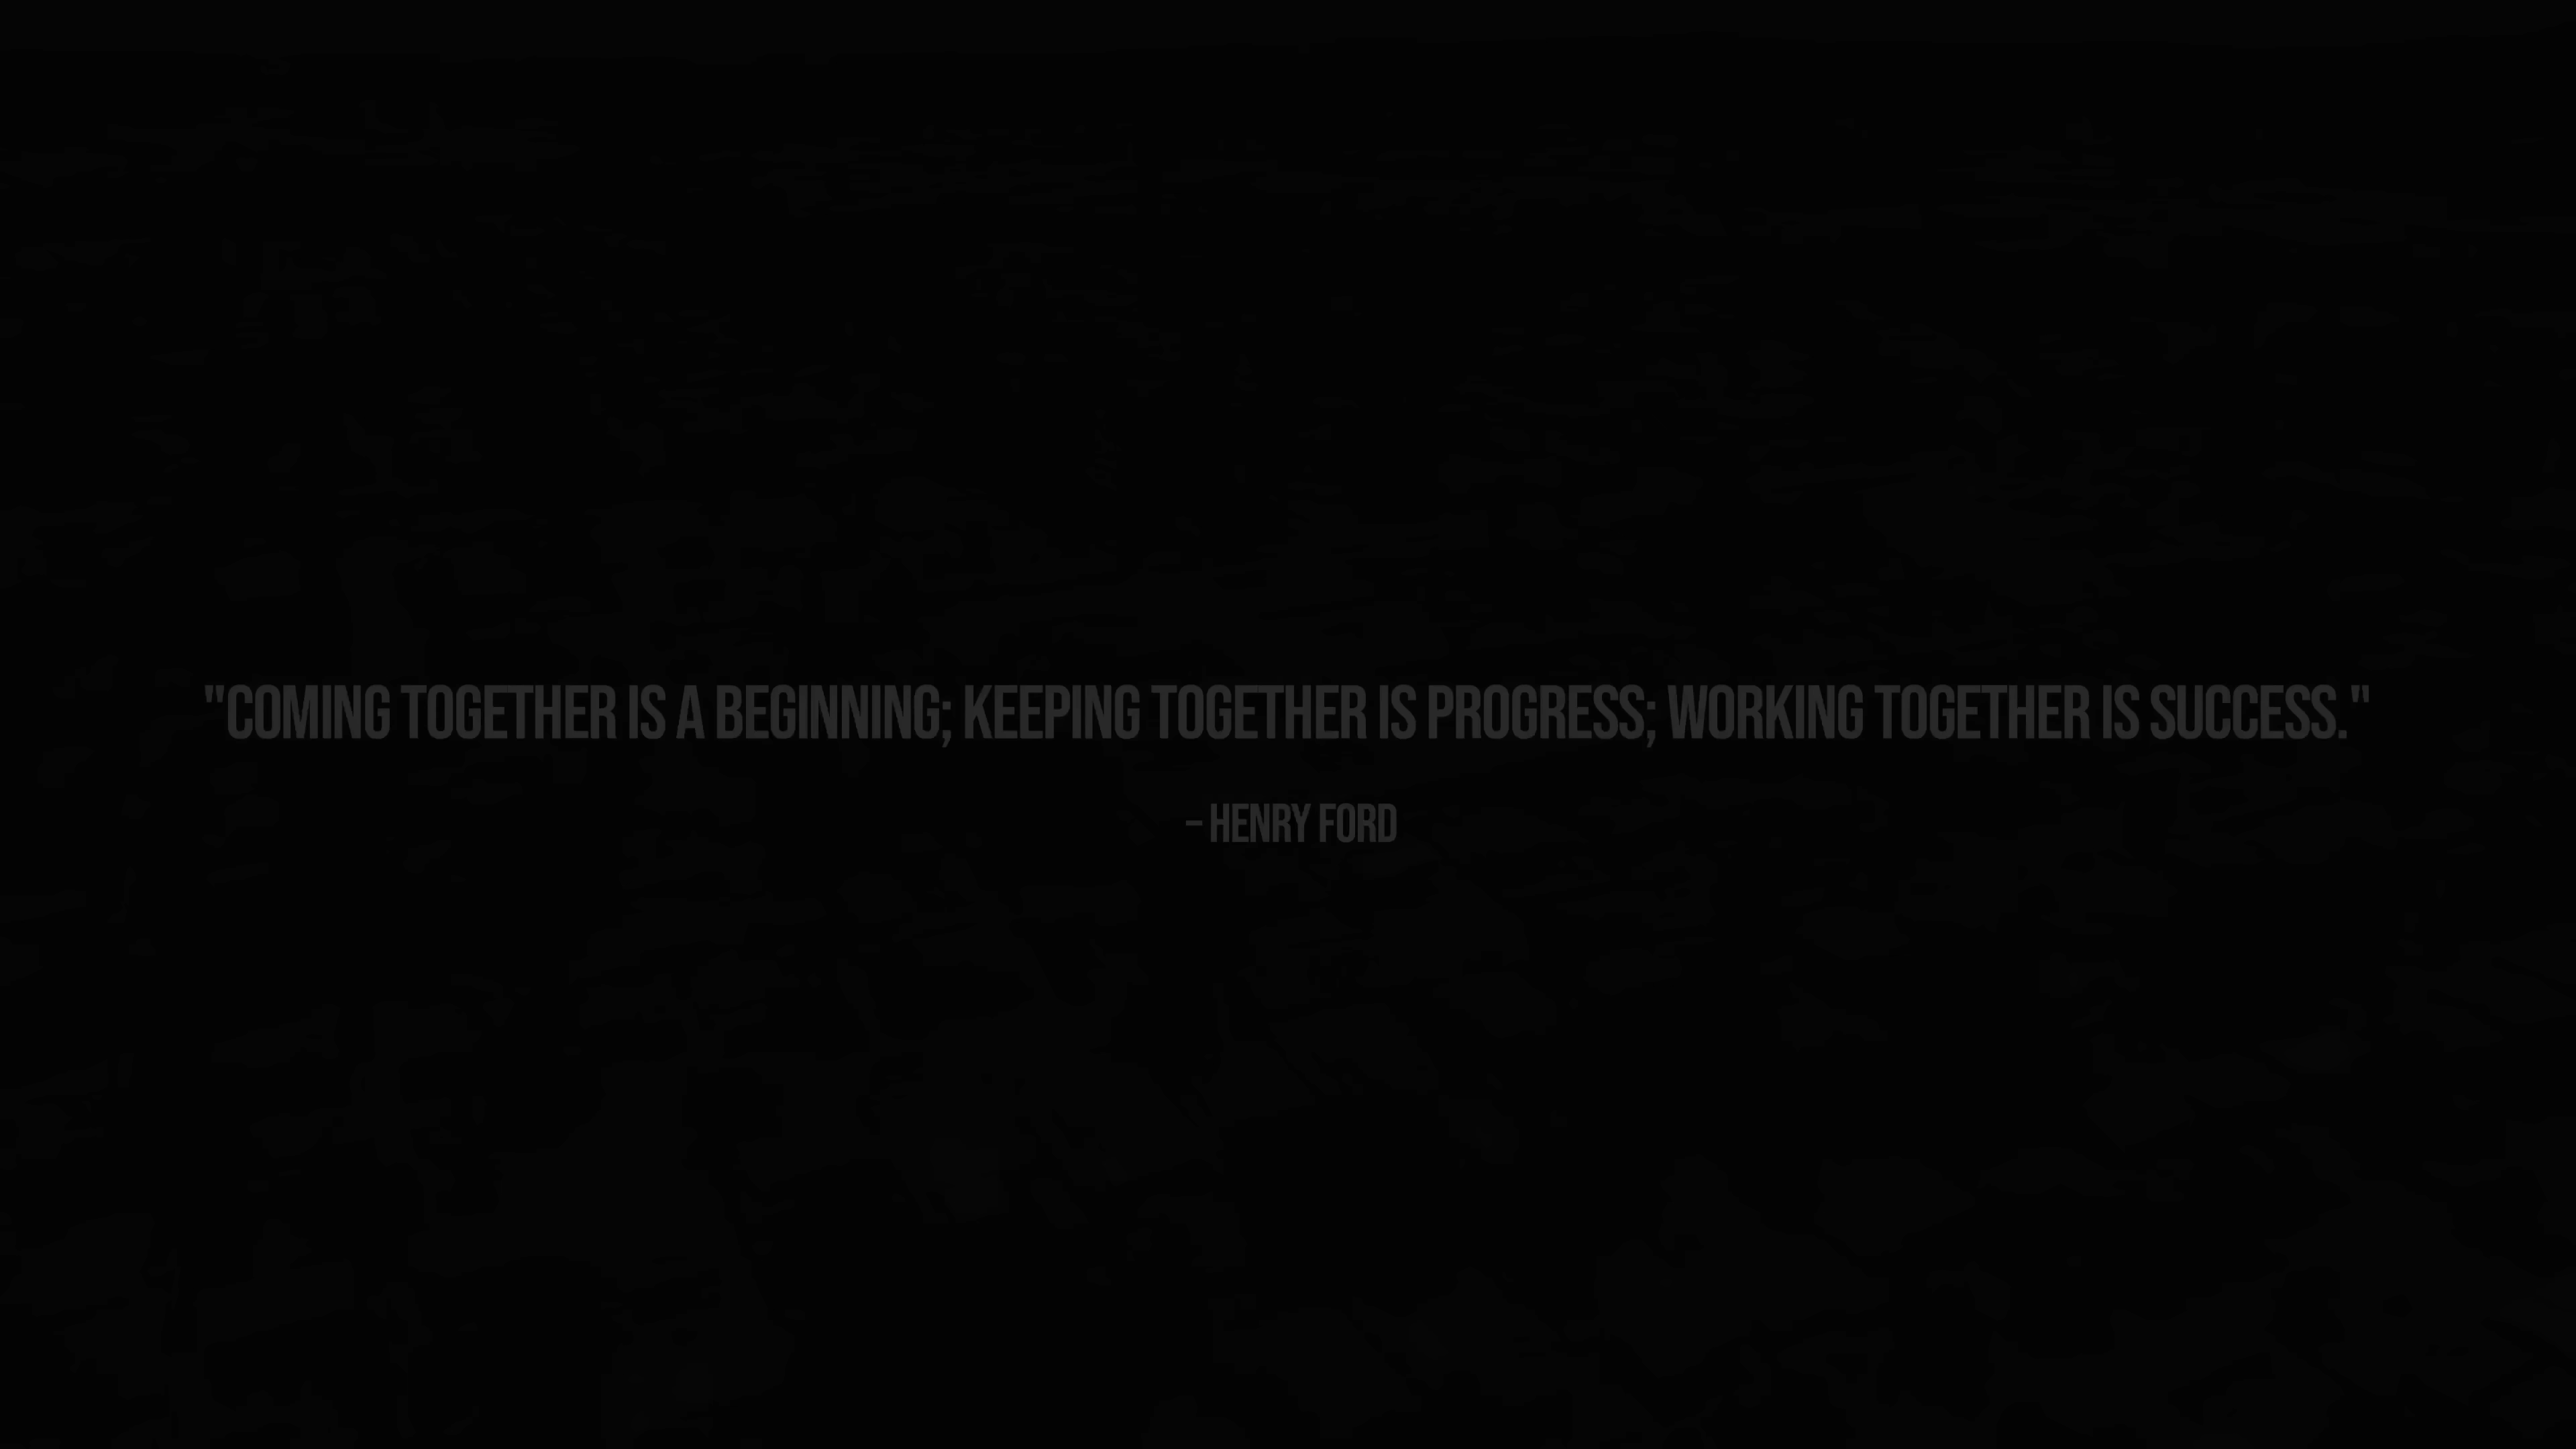 "COMING TOGETHER IS A BEGINNING; KEEPING TOGETHER IS PROGRESS; WORKING TOGETHER IS SUCCESS."
– HENRY FORD